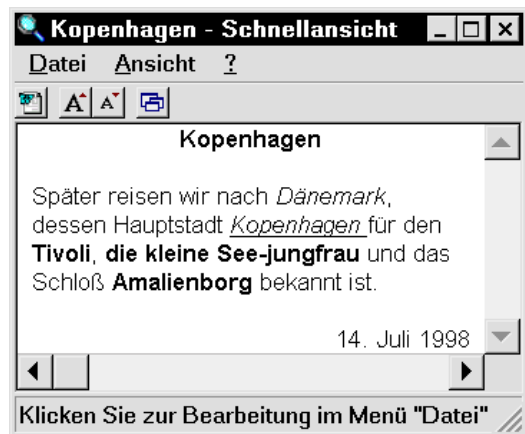 Kopenhagen - Schnellansicht
Datei Ansicht ?
A A
Kopenhagen
Später reisen wir nach Dänemark,
dessen Hauptstadt Kopenhagen für den
Tivoli, die kleine See-jungfrau und das
Schloß Amalienborg bekannt ist.
14. Juli 1998
Klicken Sie zur Bearbeitung im Menü "Datei"